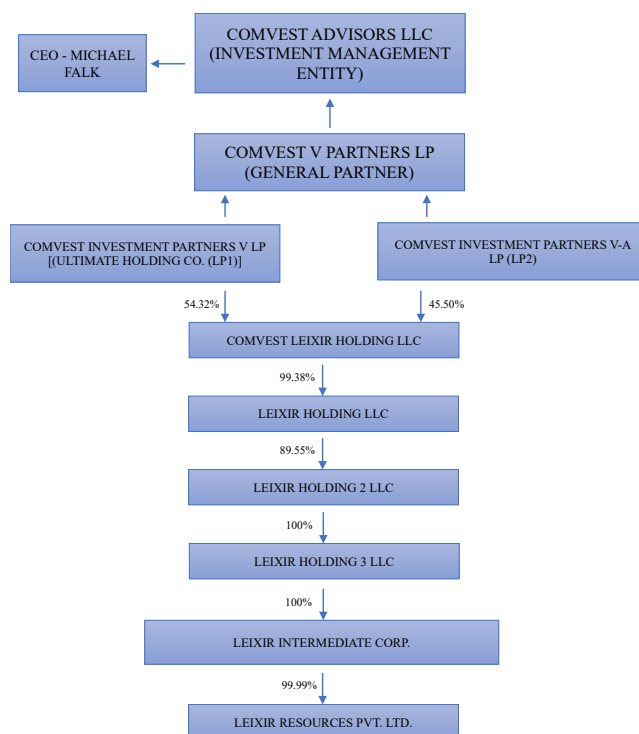 COMVEST ADVISORS LLC
(INVESTMENT MANAGEMENT
ENTITY)
CEO - MICHAEL
FALK
COMVEST V PARTNERS LP
(GENERAL PARTNER)
COMVEST INVESTMENT PARTNERS V LP
[(ULTIMATE HOLDING CO. (LP1)]
COMVEST INVESTMENT PARTNERS V-A
LP (LP2)
54.32%
45.50%
COMVEST LEIXIR HOLDING LLC
99.38%
LEIXIR HOLDING LLC
89.55%
LEIXIR HOLDING 2 LLC
100%
LEIXIR HOLDING 3 LLC
100%
LEIXIR INTERMEDIATE CORP.
99.99%
LEIXIR RESOURCES PVT. LTD.